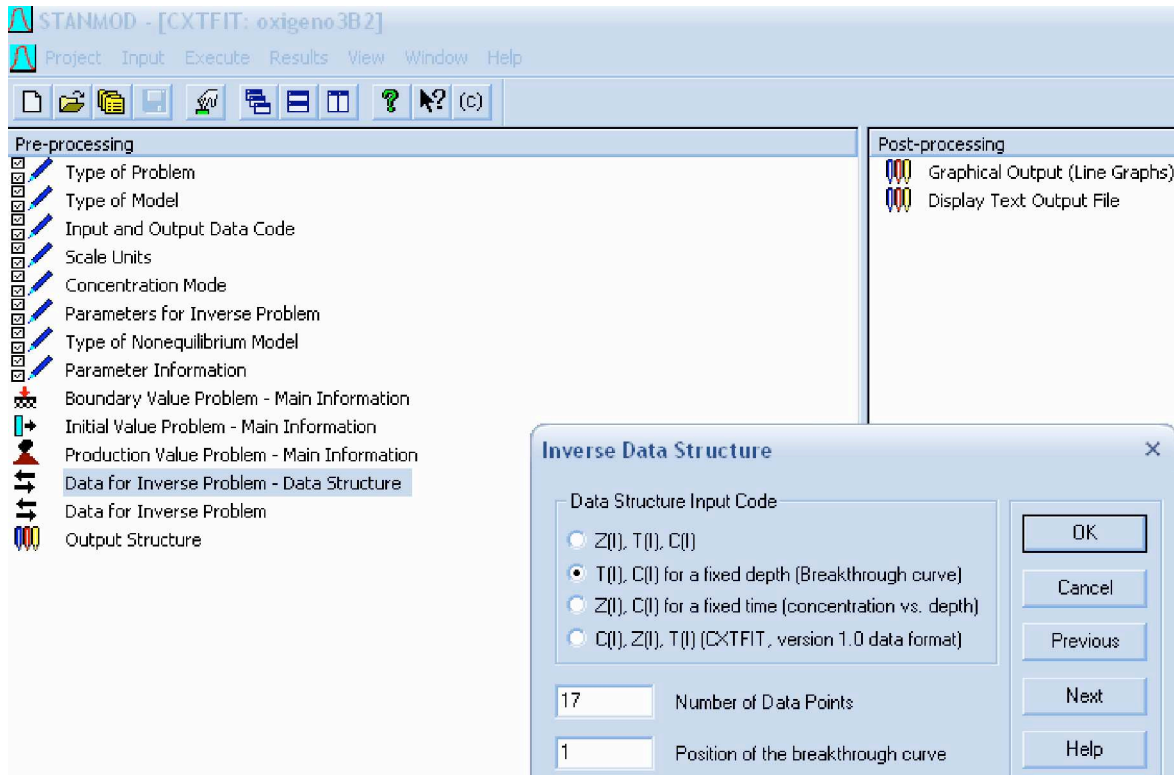 STANMOD - [CXTFIT: oxigeno3B2]
Project Input Execute Results View Window Help
? ? (c)
Pre-processing
Type of Problem
Type of Model
Input and Output Data Code
Scale Units
Concentration Mode
Parameters for Inverse Problem
Type of Nonequilibrium Model
Parameter Information
Boundary Value Problem - Main Information
Initial Value Problem - Main Information
Production Value Problem - Main Information
Data for Inverse Problem - Data Structure
Data for Inverse Problem
Output Structure
Post-processing
Graphical Output (Line Graphs)
Display Text Output File
Inverse Data Structure
Data Structure Input Code
Z(I), T(I), C(I)
T(I), C(I) for a fixed depth (Breakthrough curve)
Z(I), C(I) for a fixed time (concentration vs. depth)
C(I), Z(I), T(I) (CXTFIT, version 1.0 data format)
17 Number of Data Points
1 Position of the breakthrough curve
OK
Cancel
Previous
Next
Help